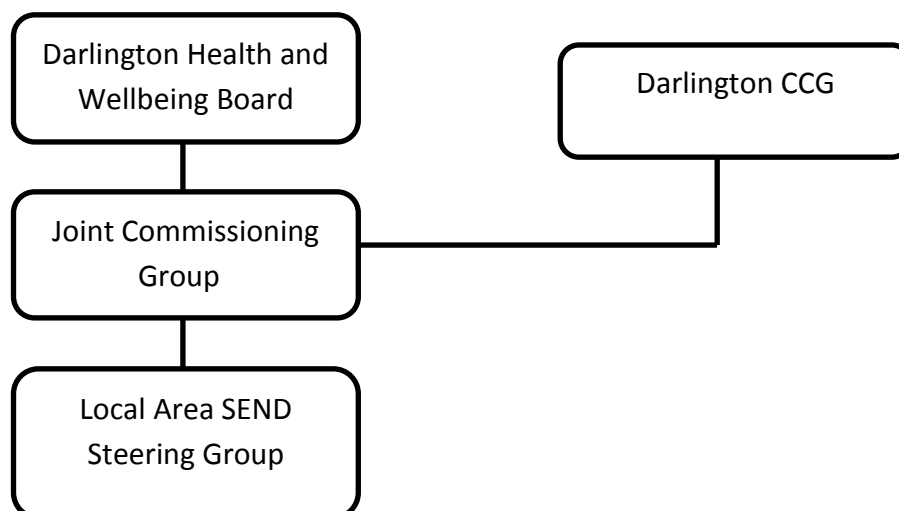 Darlington Health and
Wellbeing Board
Darlington CCG
Joint Commissioning
Group
Local Area SEND
Steering Group